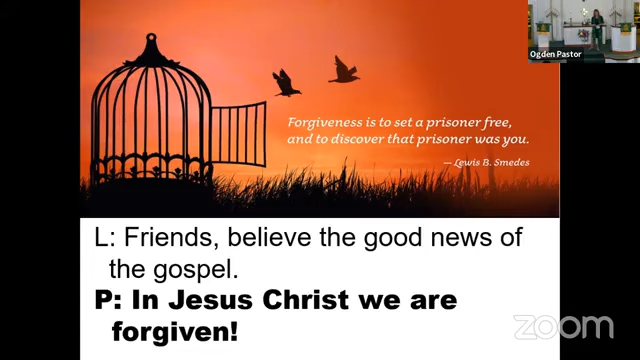 Ogden Pastor
Forgiveness is to set a prisoner free,
and to discover that prisoner was you.
— Lewis B. Smedes
L: Friends, believe the good news of
the gospel.
P: In Jesus Christ we are
forgiven!
zoom